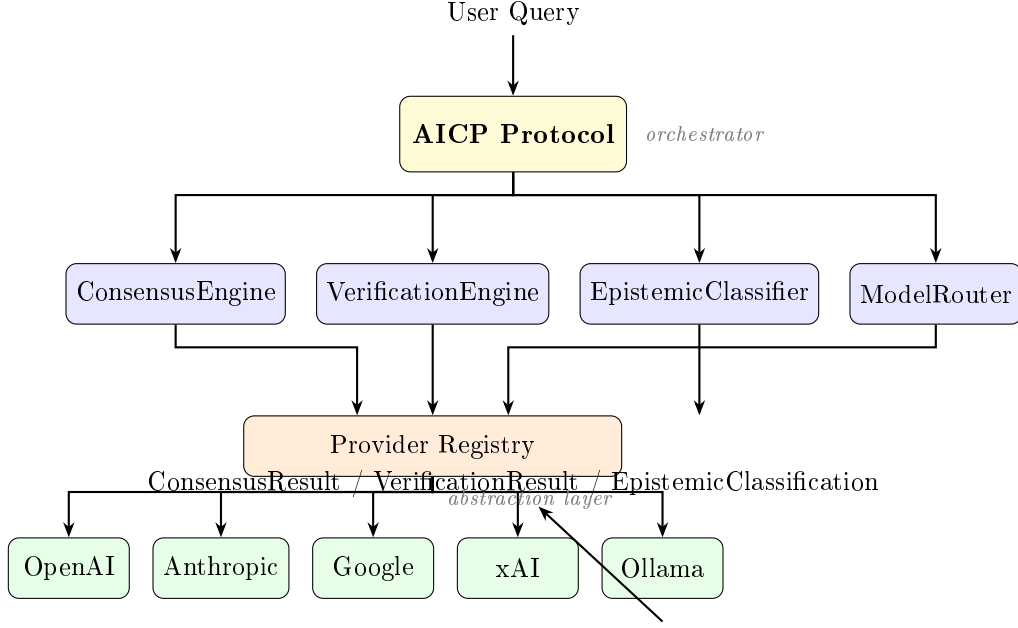 User Query
AICP Protocol
orchestrator
ConsensusEngine
VerificationEngine
EpistemicClassifier
ModelRouter
Provider Registry
ConsensusResult / VerificationResult / EpistemicClassification
abstraction layer
OpenAI
Anthropic
Google
xAI
Ollama